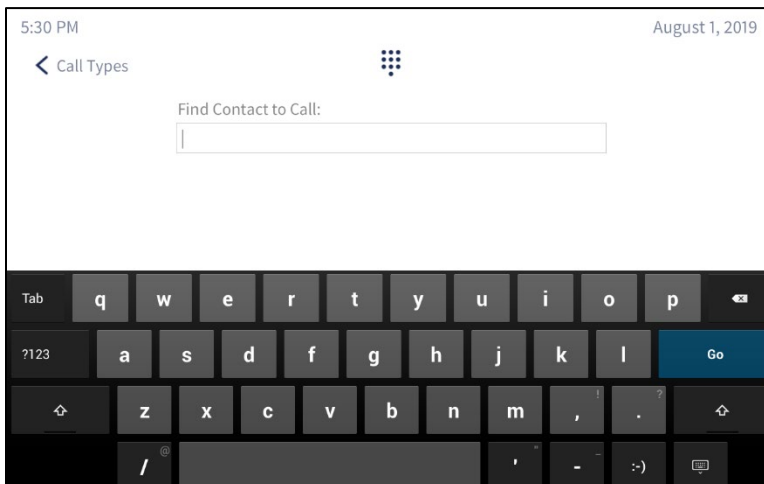 5:30 PM August 1, 2019
Call Types
Find Contact to Call:
Tab q w e r t y u i o p
?123 a s d f g h j k l Go
z x c v b n m , ! . ?
/ @ ' " - _ :-)